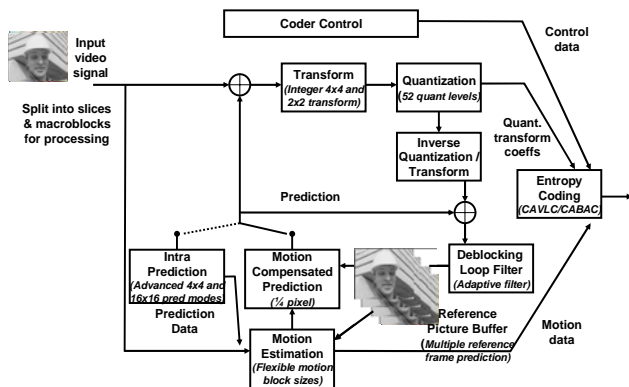 Coder Control
Input
video
signal
Control
data
Transform
(Integer 4x4 and
2x2 transform)
Quantization
(52 quant levels)
Split into slices
& macroblocks
for processing
Quant.
transform
coeffs
Inverse
Quantization /
Transform
Entropy
Coding
(CAVLC/CABAC)
Prediction
Intra
Prediction
(Advanced 4x4 and
16x16 pred modes
Motion
Compensated
Prediction
(¼ pixel)
Deblocking
Loop Filter
(Adaptive filter)
Prediction
Data
Reference
Picture Buffer
(Multiple reference
frame prediction)
Motion
data
Motion
Estimation
(Flexible motion
block sizes)